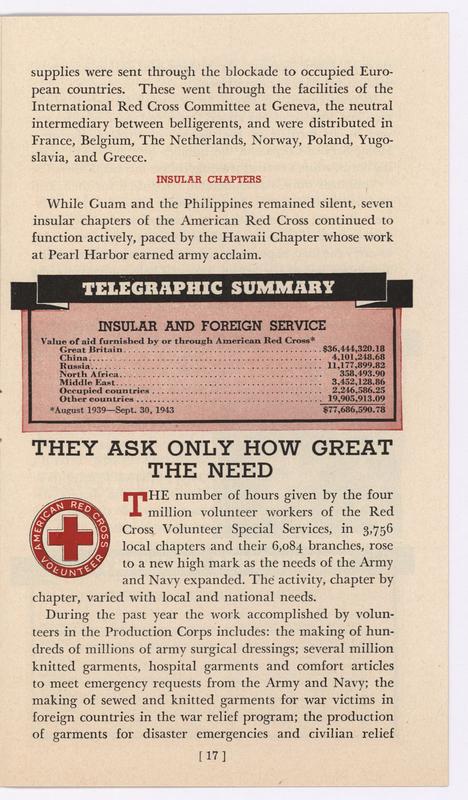 supplies were sent through the blockade to occupied Euro-
pean countries. These went through the facilities of the
International Red Cross Committee at Geneva, the neutral
intermediary between belligerents, and were distributed in
France, Belgium, The Netherlands, Norway, Poland, Yugo-
slavia, and Greece.
INSULAR CHAPTERS
While Guam and the Philippines remained silent, seven
insular chapters of the American Red Cross continued to
function actively, paced by the Hawaii Chapter whose work
at Pearl Harbor earned army acclaim.
TELEGRAPHIC SUMMARY
INSULAR AND FOREIGN SERVICE
Value of aid furnished by or through American Red Cross*
Great Britain........................$36,444,320.18
China........................4,101,248.68
Russia........................11,177,899.82
North Africa........................358,493.90
Middle East........................3,452,128.86
Occupied countries........................2,246,586.25
Other countries........................19,905,913.09
*August 1939—Sept. 30, 1943 $77,686,590.78
THEY ASK ONLY HOW GREAT
THE NEED
AMERICAN RED CROSS
VOLUNTEER
THE number of hours given by the four
million volunteer workers of the Red
Cross Volunteer Special Services, in 3,756
local chapters and their 6,084 branches, rose
to a new high mark as the needs of the Army
and Navy expanded. The activity, chapter by
chapter, varied with local and national needs.
During the past year the work accomplished by volun-
teers in the Production Corps includes: the making of hun-
dreds of millions of army surgical dressings; several million
knitted garments, hospital garments and comfort articles
to meet emergency requests from the Army and Navy; the
making of sewed and knitted garments for war victims in
foreign countries in the war relief program; the production
of garments for disaster emergencies and civilian relief
[ 17 ]